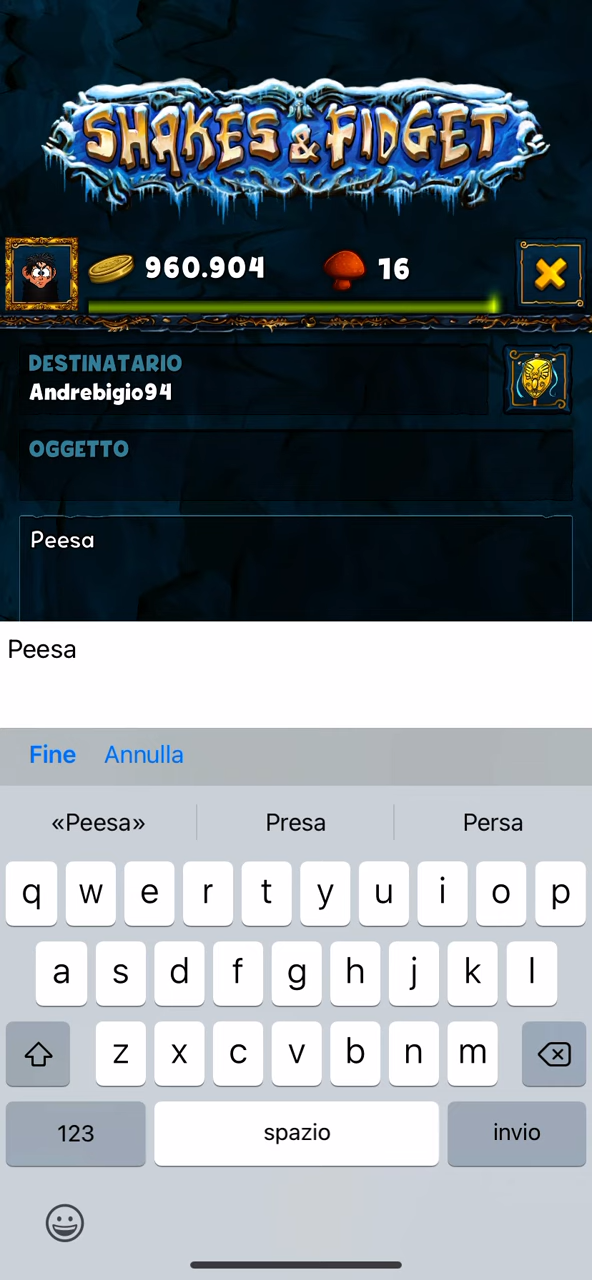 SHAKES & FIDGET
960.904 16
DESTINATARIO
Andrebigio94
OGGETTO
Peesa
Peesa
Fine Annulla
«Peesa» Presa Persa
q w e r t y u i o p
a s d f g h j k l
z x c v b n m
123 spazio invio